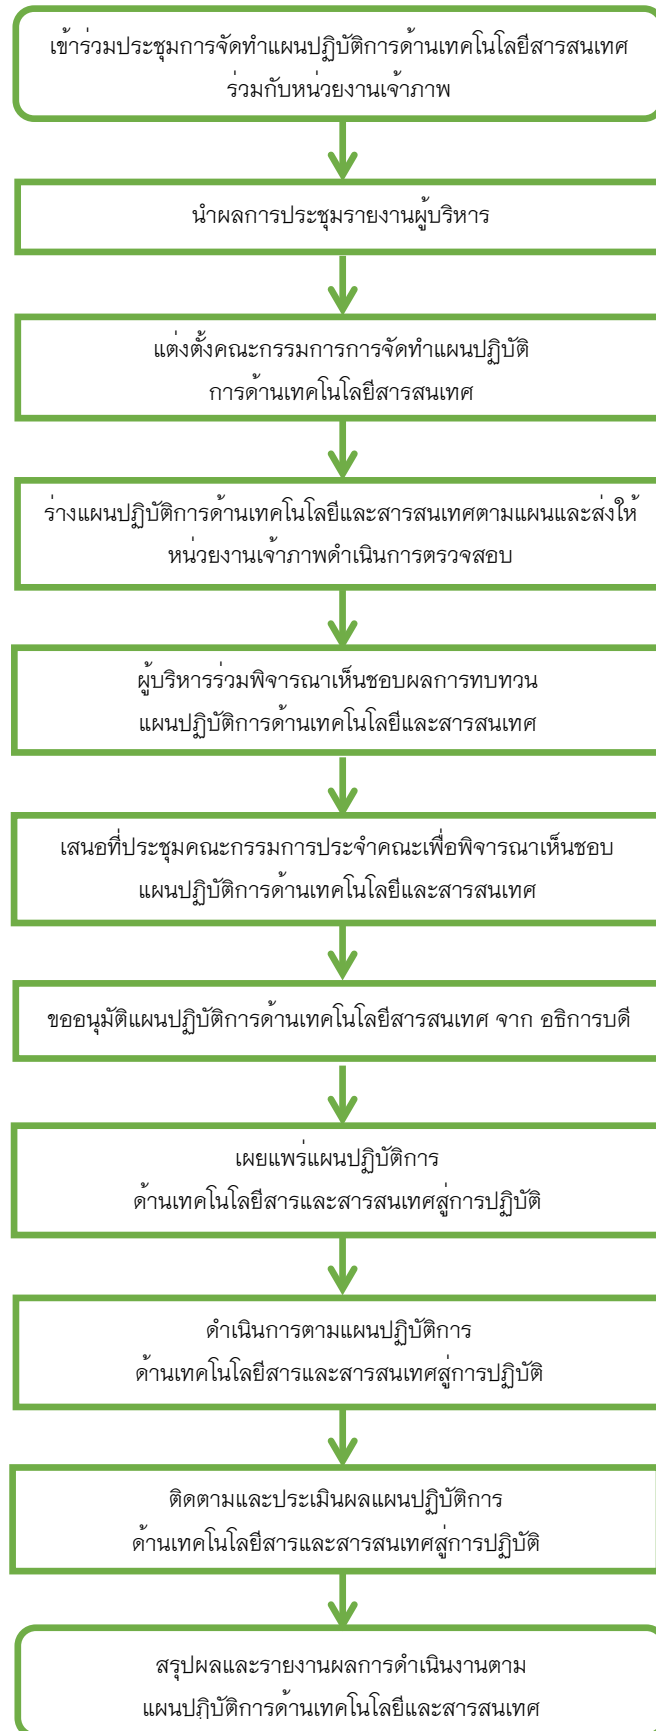 เข้าร่วมประชุมการจัดทำแผนปฏิบัติการด้านเทคโนโลยีสารสนเทศ
ร่วมกับหน่วยงานเจ้าภาพ
นำผลการประชุมรายงานผู้บริหาร
แต่งตั้งคณะกรรมการการจัดทำแผนปฏิบัติ
การด้านเทคโนโลยีสารสนเทศ
ร่างแผนปฏิบัติการด้านเทคโนโลยีและสารสนเทศตามแผนและส่งให้
หน่วยงานเจ้าภาพดำเนินการตรวจสอบ
ผู้บริหารร่วมพิจารณาเห็นชอบผลการทบทวน
แผนปฏิบัติการด้านเทคโนโลยีและสารสนเทศ
เสนอที่ประชุมคณะกรรมการประจำคณะเพื่อพิจารณาเห็นชอบ
แผนปฏิบัติการด้านเทคโนโลยีและสารสนเทศ
ขออนุมัติแผนปฏิบัติการด้านเทคโนโลยีสารสนเทศ จาก อธิการบดี
เผยแพร่แผนปฏิบัติการ
ด้านเทคโนโลยีสารและสารสนเทศสู่การปฏิบัติ
ดำเนินการตามแผนปฏิบัติการ
ด้านเทคโนโลยีสารและสารสนเทศสู่การปฏิบัติ
ติดตามและประเมินผลแผนปฏิบัติการ
ด้านเทคโนโลยีสารและสารสนเทศสู่การปฏิบัติ
สรุปผลและรายงานผลการดำเนินงานตาม
แผนปฏิบัติการด้านเทคโนโลยีและสารสนเทศ